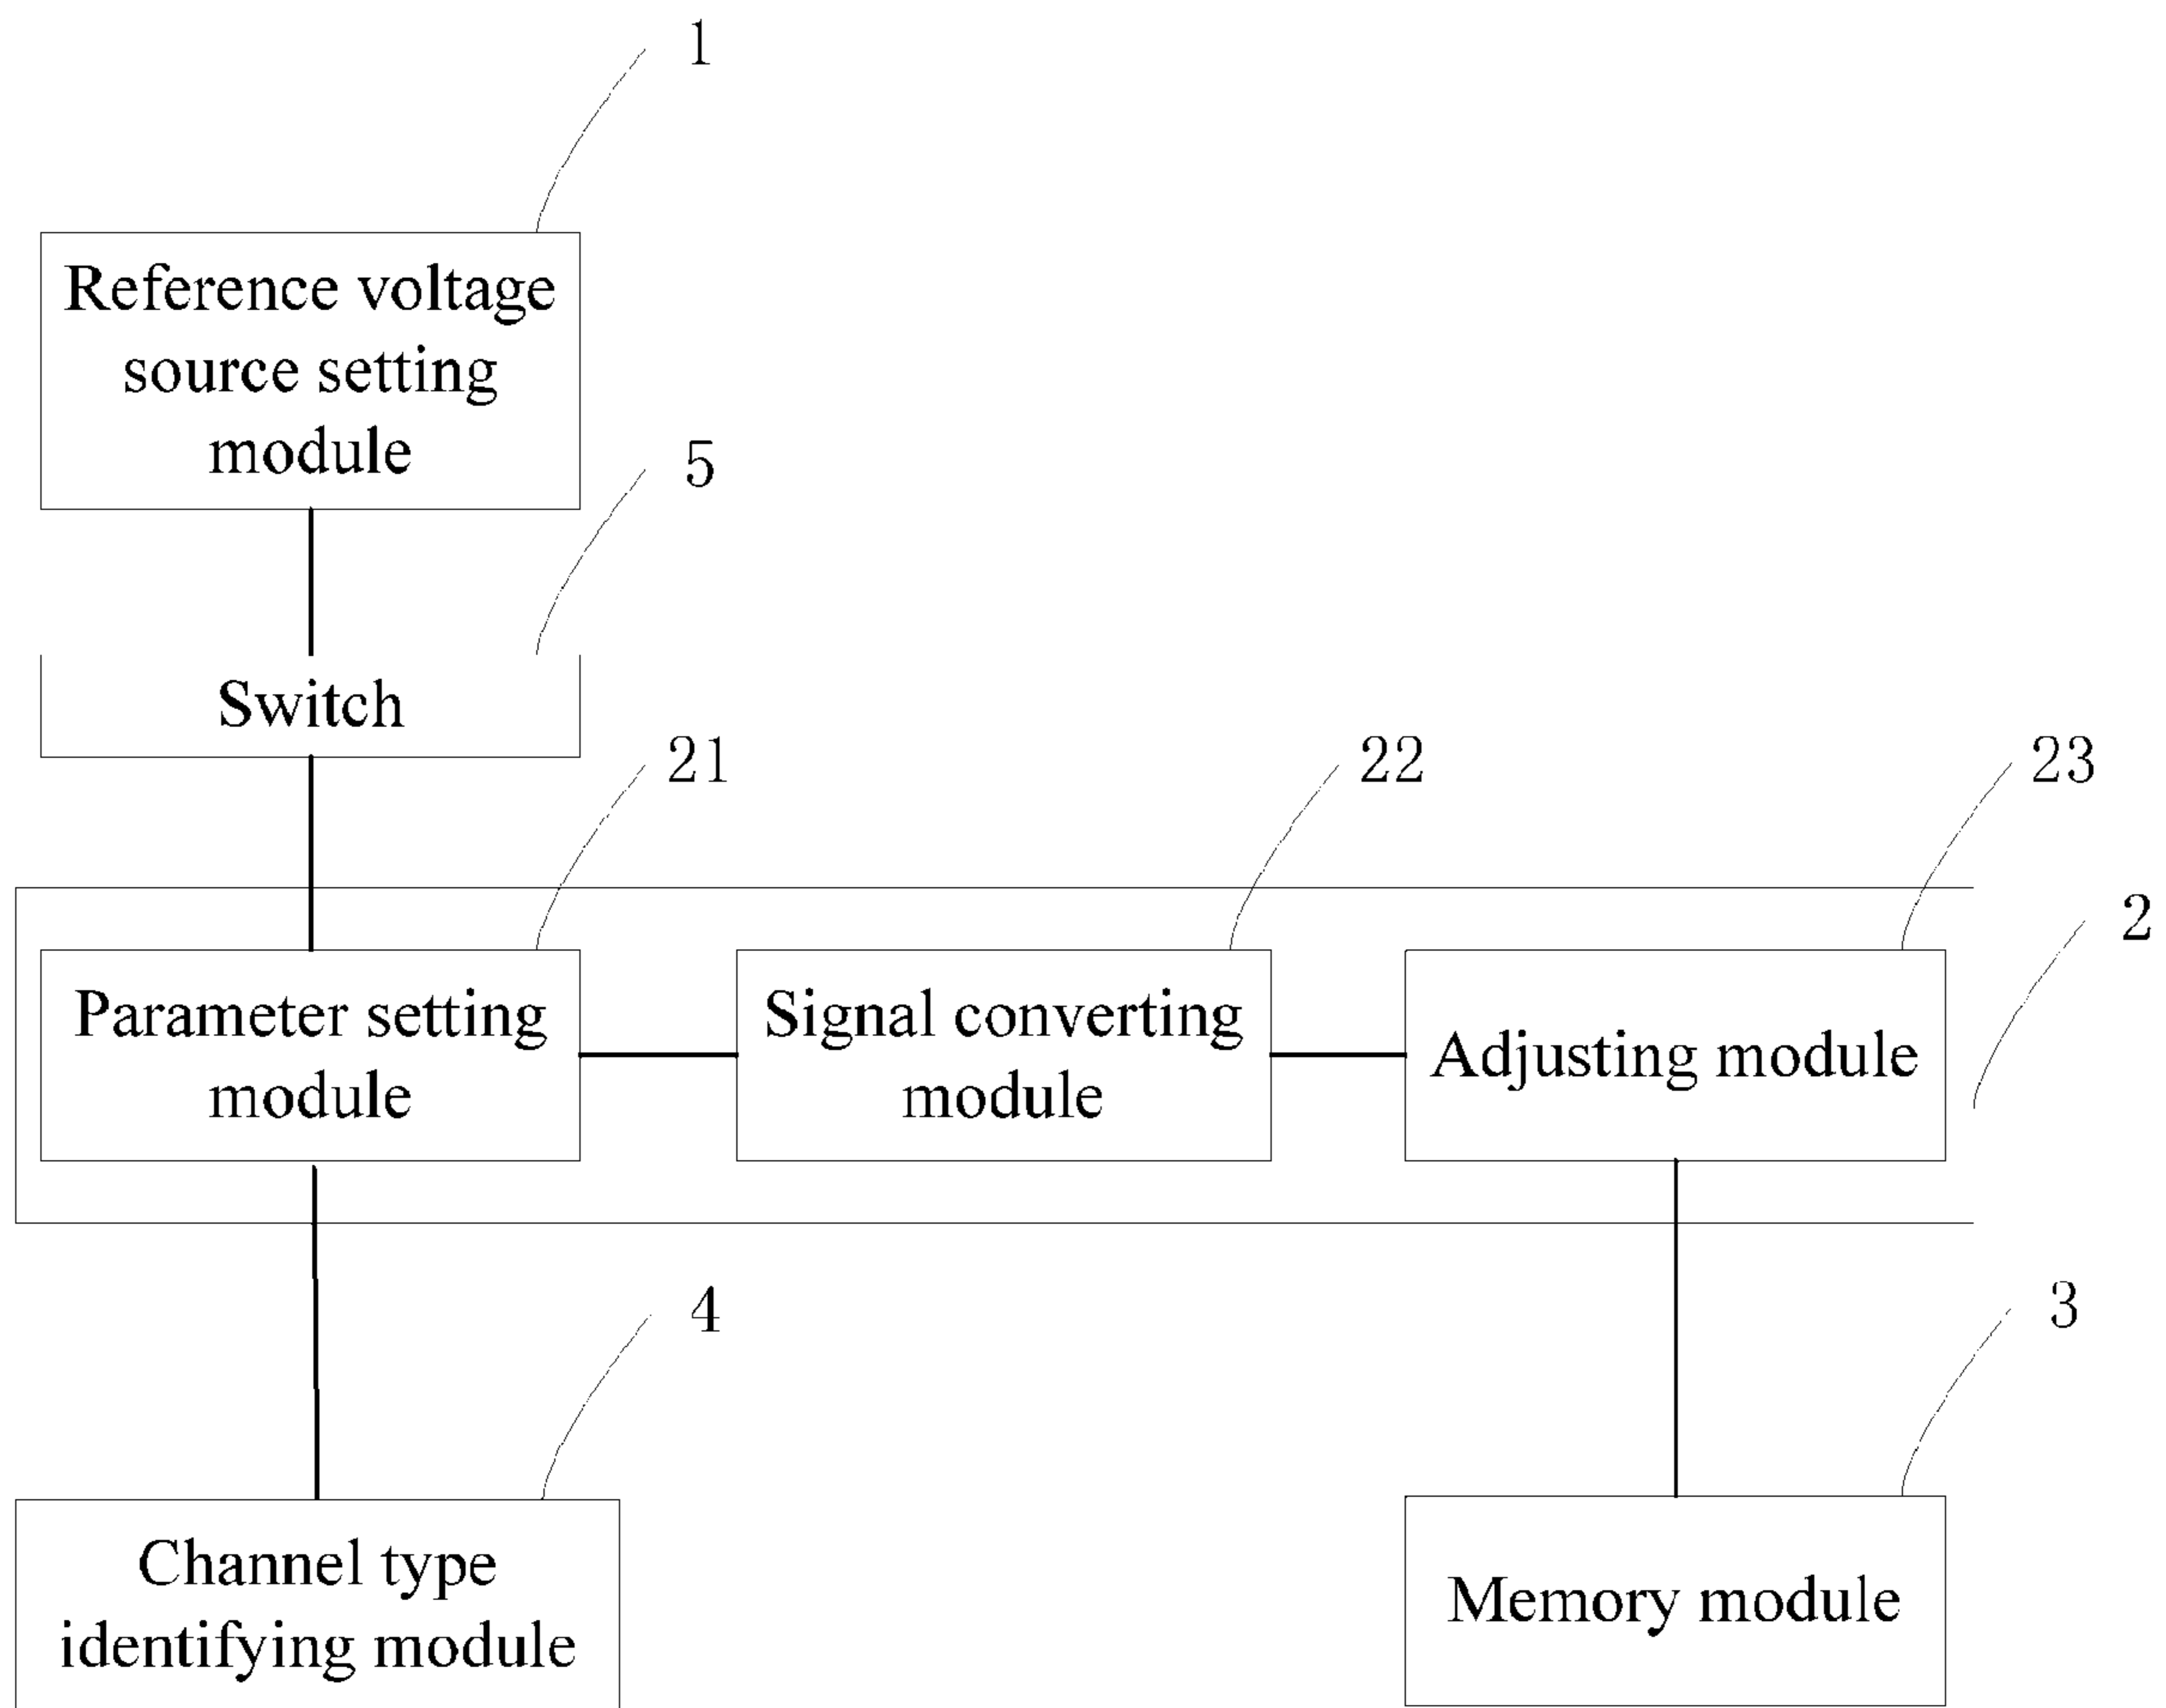 1
Reference voltage
source setting
module
5
Switch
21
22
23
2
Parameter setting
module
Signal converting
module
Adjusting module
4
3
Channel type
identifying module
Memory module